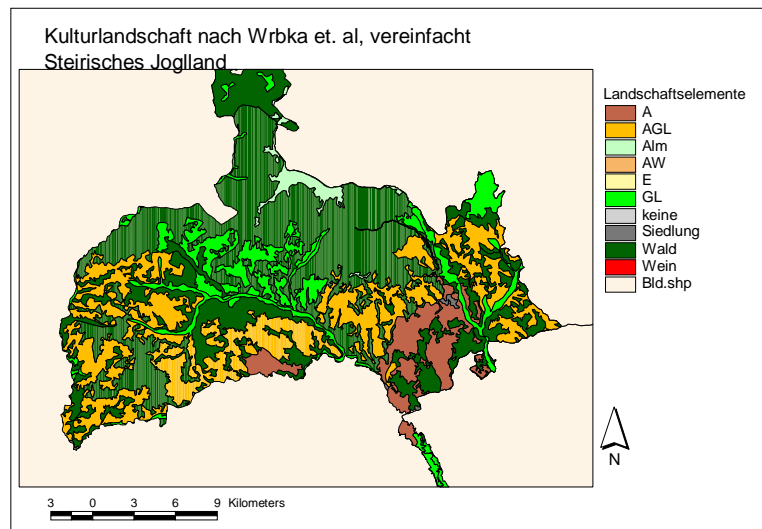 Kulturlandschaft nach Wrbka et. al, vereinfacht
Steirisches Joglland
Landschaftselemente
A
AGL
Alm
AW
E
GL
keine
Siedlung
Wald
Wein
Bld.shp
N
3 0 3 6 9 Kilometers